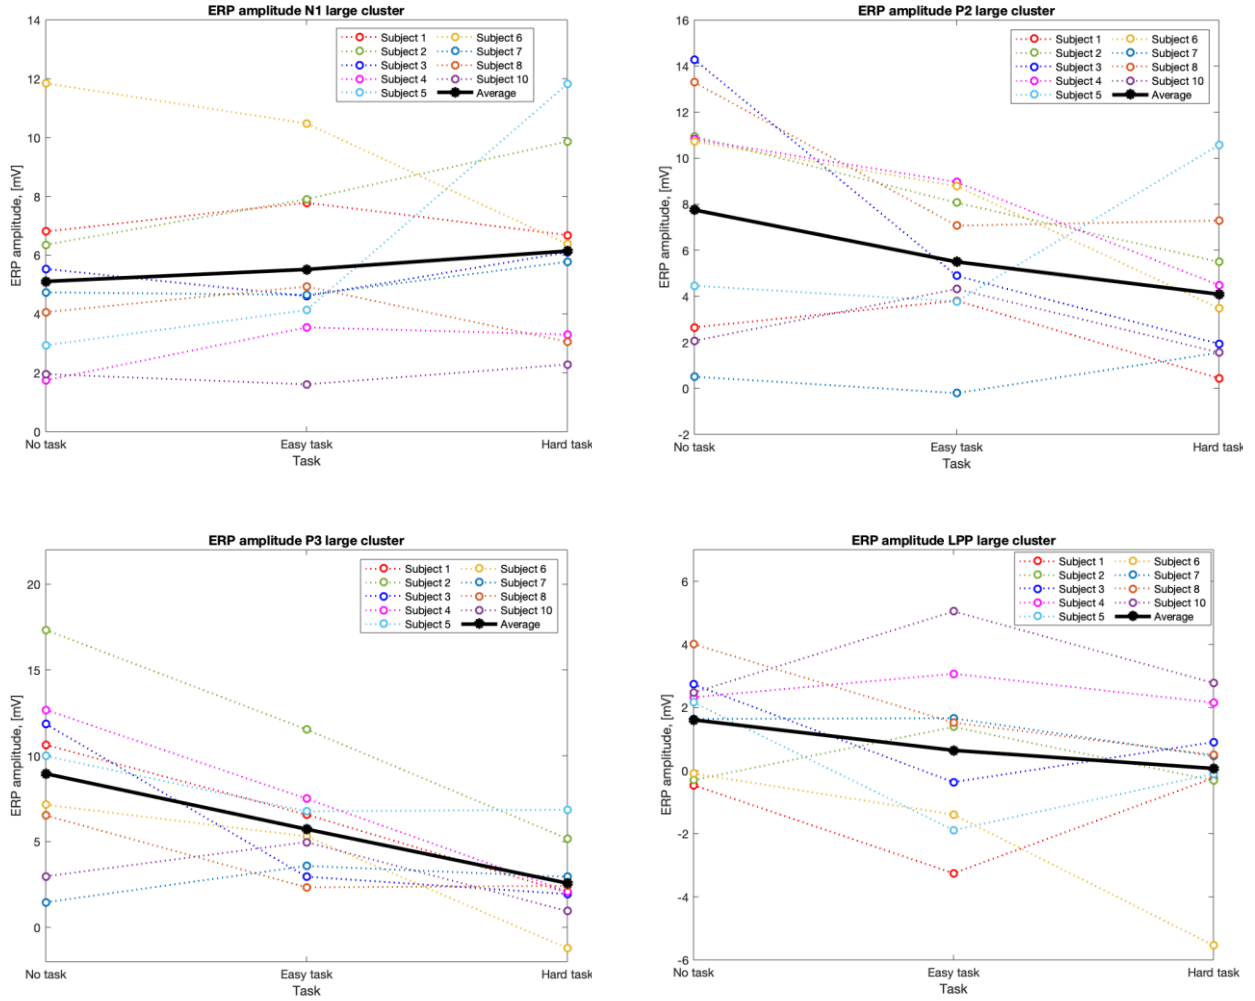 ERP amplitude N1 large cluster
14
12
10
8
6
4
2
0
ERP amplitude, [mV]
Subject 1
Subject 2
Subject 3
Subject 4
Subject 5
Subject 6
Subject 7
Subject 8
Subject 10
Average
No task
Easy task
Hard task
Task
ERP amplitude P2 large cluster
16
14
12
10
8
6
4
2
0
-2
ERP amplitude, [mV]
Subject 1
Subject 2
Subject 3
Subject 4
Subject 5
Subject 6
Subject 7
Subject 8
Subject 10
Average
No task
Easy task
Hard task
Task
ERP amplitude P3 large cluster
20
15
10
5
0
ERP amplitude, [mV]
Subject 1
Subject 2
Subject 3
Subject 4
Subject 5
Subject 6
Subject 7
Subject 8
Subject 10
Average
No task
Easy task
Hard task
Task
ERP amplitude LPP large cluster
6
4
2
0
-2
-4
-6
ERP amplitude, [mV]
Subject 1
Subject 2
Subject 3
Subject 4
Subject 5
Subject 6
Subject 7
Subject 8
Subject 10
Average
No task
Easy task
Hard task
Task